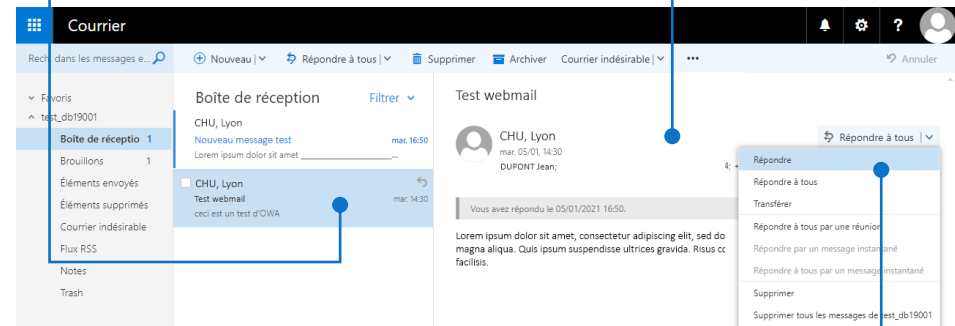 Courrier
?
Rech dans les messages e...
Nouveau | Répondre à tous | Supprimer Archiver Courrier indésirable | ... Annuler
Favoris
test_db19001
Boîte de réceptio 1
Brouillons 1
Éléments envoyés
Éléments supprimés
Courrier indésirable
Flux RSS
Notes
Trash
Boîte de réception Filtrer
CHU, Lyon
Nouveau message test mar. 16:50
Lorem ipsum dolor sit amet ...
CHU, Lyon
Test webmail mar. 14:30
ceci est un test d'OWA
Test webmail
CHU, Lyon
mar. 05/01, 14:30
DUPONT Jean;
Répondre à tous |
Vous avez répondu le 05/01/2021 16:50.
Lorem ipsum dolor sit amet, consectetur adipiscing elit, sed do
magna aliqua. Quis ipsum suspendisse ultrices gravida. Risus cc
facilisis.
Répondre
Répondre à tous
Transférer
Répondre à tous par une réunion
Répondre par un message instantané
Répondre à tous par un message instantané
Supprimer
Supprimer tous les messages de test_db19001